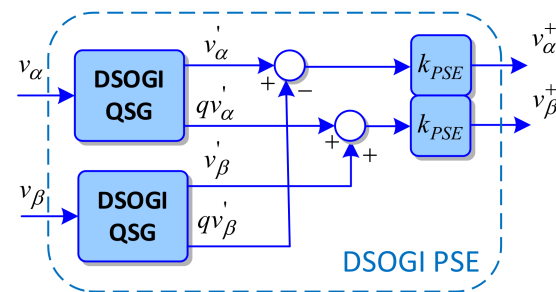 v'α
vα
DSOGI
QSG
qv'α
+
−
kPSE
v⁺α
+
kPSE
v⁺β
v'β
+
vβ
DSOGI
QSG
qv'β
DSOGI PSE